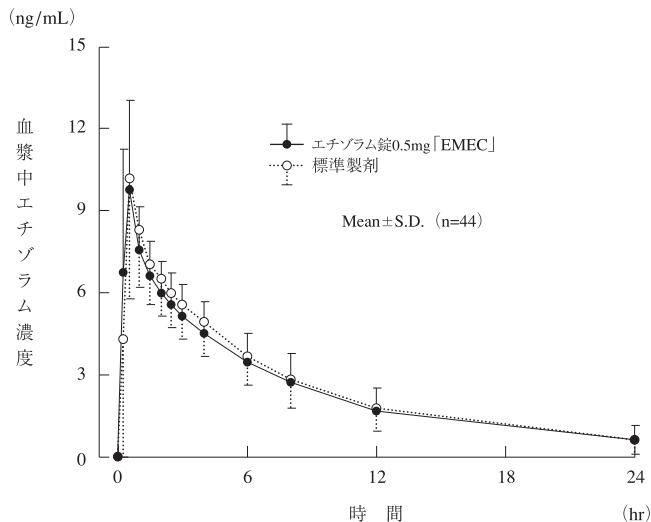 (ng/mL)
15
12
9
6
3
0
血漿中エチゾラム濃度
エチゾラム錠0.5mg「EMEC」
標準製剤
Mean±S.D. (n=44)
0 6 12 18 24
時 間 (hr)